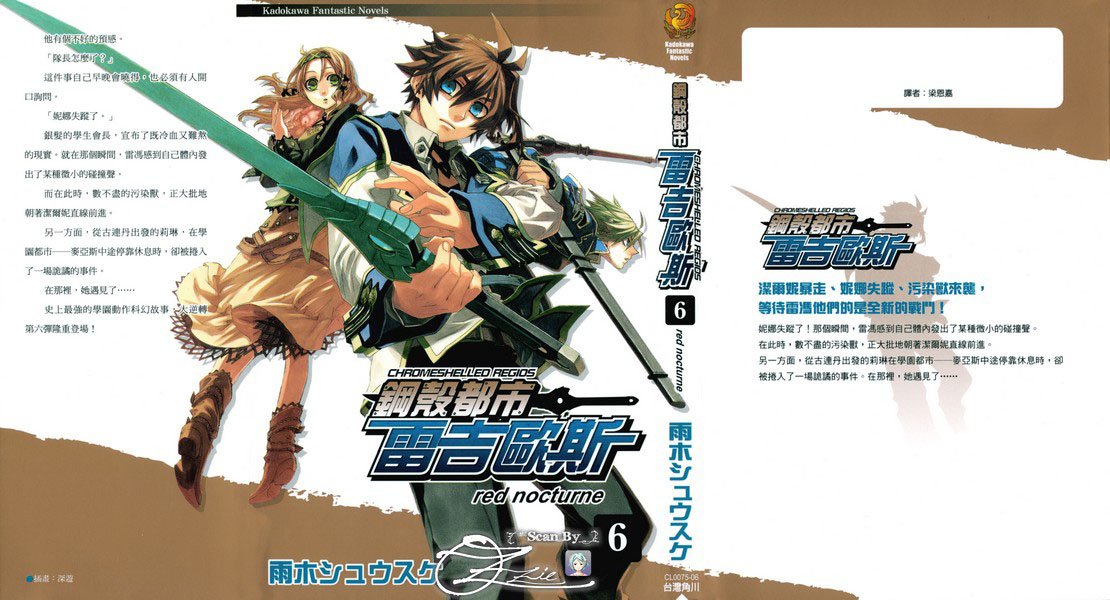 他有個不好的預感。
「隊長怎麼了？」
這件事自己早晚會曉得，也必須有人開
口詢問。
「妮娜失蹤了。」
銀髮的學生會長，宣布了既冷血又難熬
的現實。就在那個瞬間，雷馮感到自己體內發
出了某種微小的碰撞聲。
而在此時，數不盡的污染獸，正大批地
朝著潔爾妮直線前進。
另一方面，從古連丹出發的莉琳，在學
園都市──麥亞斯中途停靠休息時，卻被捲入
了一場詭譎的事件。
在那裡，她遇見了……
史上最強的學園動作科幻故事，大逆轉
第六彈隆重登場！
●插畫：深遊
Kadokawa Fantastic Novels
CHROMESHELLED REGIOS
鋼殼都市
雷吉歐斯
red nocturne
6
雨木シュウスケ
Scan By
Kadokawa
Fantastic
Novels
鋼殼都市
雷吉歐斯
CHROMESHELLED REGIOS
6
red nocturne
雨木シュウスケ
CL0075-06
台灣角川
譯者：梁恩嘉
CHROMESHELLED REGIOS
鋼殼都市
雷吉歐斯
潔爾妮暴走、妮娜失蹤、污染獸來襲，
等待雷馮他們的是全新的戰鬥！
妮娜失蹤了！那個瞬間，雷馮感到自己體內發出了某種微小的碰撞聲。
在此時，數不盡的污染獸，正大批地朝著潔爾妮直線前進。
另一方面，從古連丹出發的莉琳在學園都市──麥亞斯中途停靠休息時，卻
被捲入了一場詭譎的事件。在那裡，她遇見了……